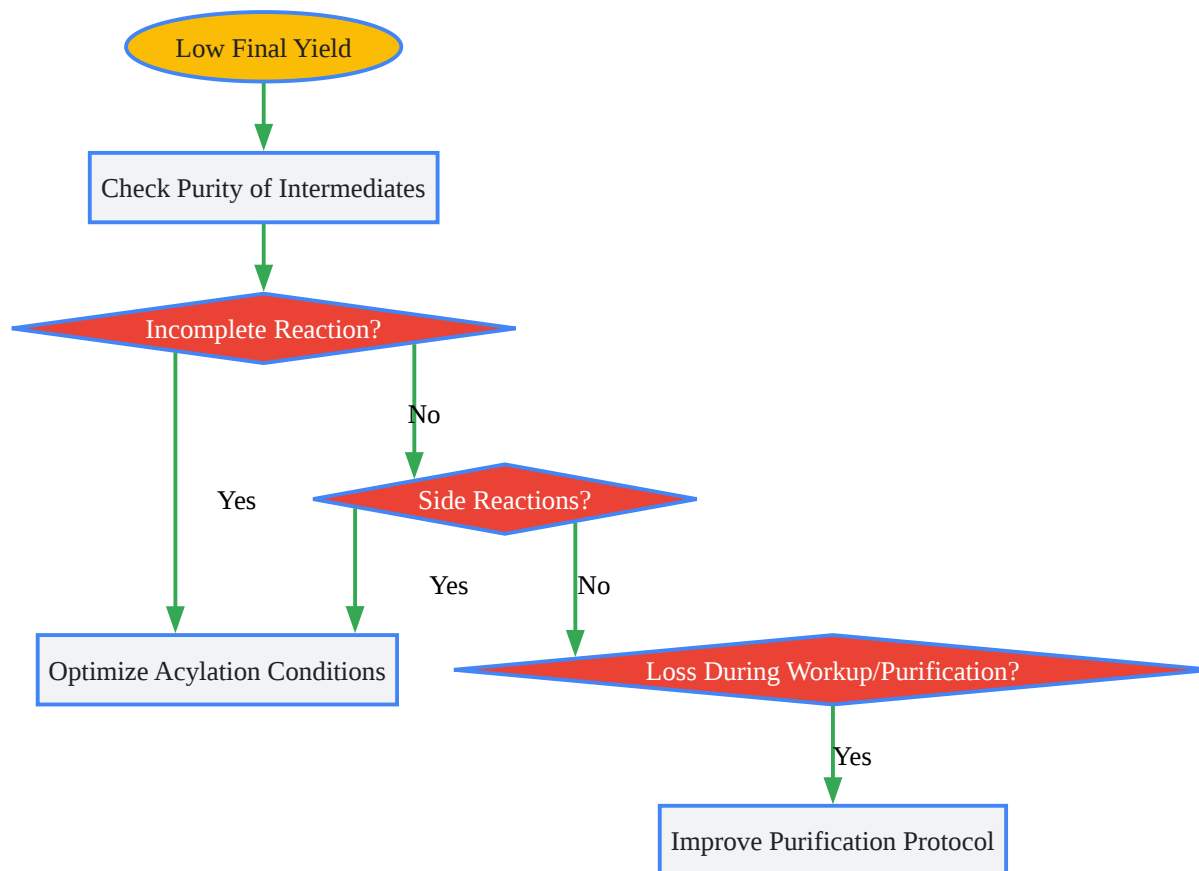 Low Final Yield
Check Purity of Intermediates
Incomplete Reaction?
No
Yes
Side Reactions?
Yes
No
Optimize Acylation Conditions
Loss During Workup/Purification?
Yes
Improve Purification Protocol